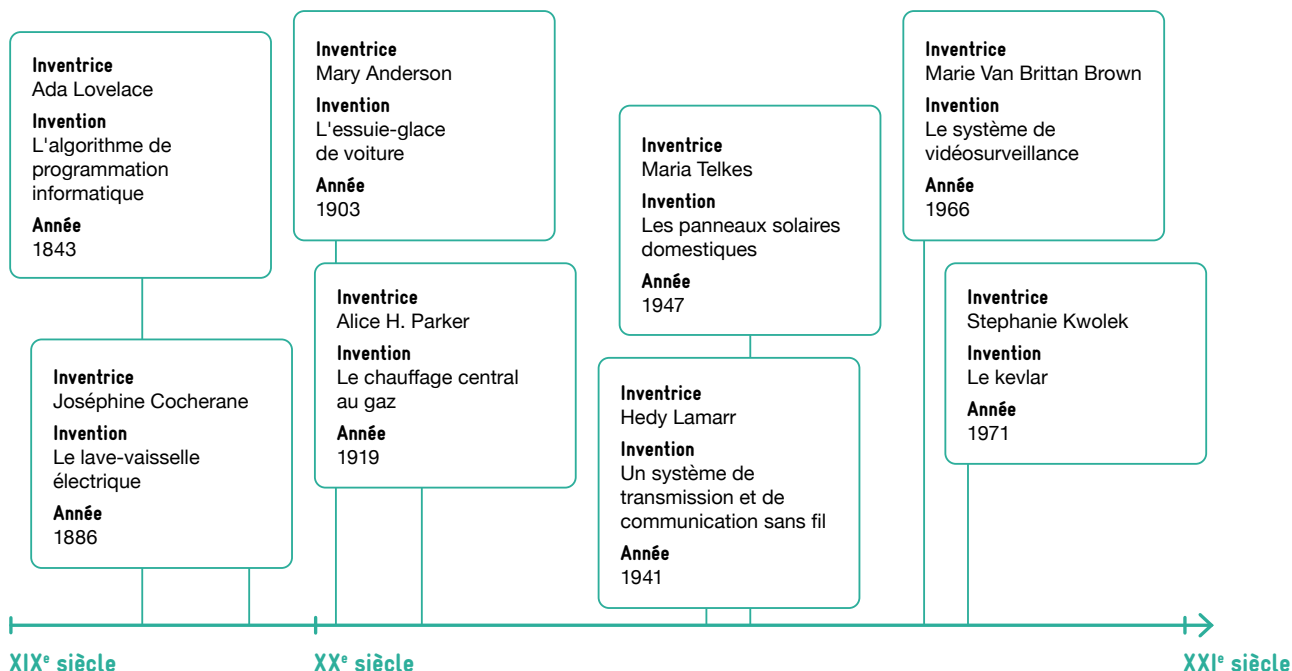 Inventrice
Ada Lovelace
Invention
L'algorithme de
programmation
informatique
Année
1843
Inventrice
Joséphine Cocherane
Invention
Le lave-vaisselle
électrique
Année
1886
Inventrice
Mary Anderson
Invention
L'essuie-glace
de voiture
Année
1903
Inventrice
Alice H. Parker
Invention
Le chauffage central
au gaz
Année
1919
Inventrice
Maria Telkes
Invention
Les panneaux solaires
domestiques
Année
1947
Inventrice
Hedy Lamarr
Invention
Un système de
transmission et de
communication sans fil
Année
1941
Inventrice
Marie Van Brittan Brown
Invention
Le système de
vidéosurveillance
Année
1966
Inventrice
Stephanie Kwolek
Invention
Le kevlar
Année
1971
XIXᵉ siècle
XXᵉ siècle
XXIᵉ siècle